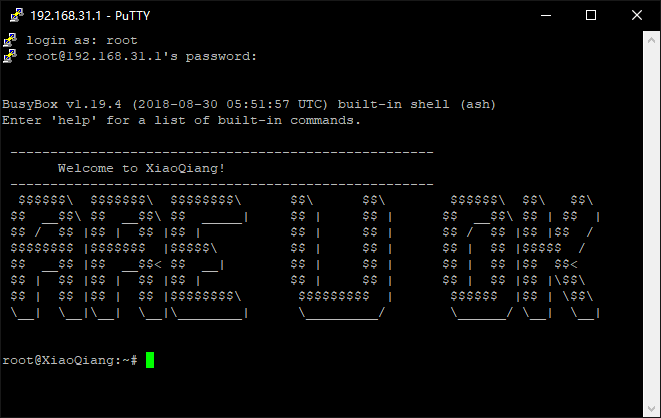 192.168.31.1 - PuTTY
login as: root
root@192.168.31.1's password:
BusyBox v1.19.4 (2018-08-30 05:51:57 UTC) built-in shell (ash)
Enter 'help' for a list of built-in commands.
-----------------------------------------------------
Welcome to XiaoQiang!
-----------------------------------------------------
  $$$$$$\  $$$$$$$\  $$$$$$$$\      $$\      $$\        $$$$$$\  $$\   $$\
 $$  __$$\ $$  __$$\ $$  _____|     $$ |     $$ |      $$  __$$\ $$ | $$  |
 $$ /  $$ |$$ |  $$ |$$ |           $$ |     $$ |      $$ /  $$ |$$ |$$  /
 $$$$$$$$ |$$$$$$$  |$$$$$\         $$ |     $$ |      $$ |  $$ |$$$$$  /
 $$  __$$ |$$  __$$< $$  __|        $$ |     $$ |      $$ |  $$ |$$  $$<
 $$ |  $$ |$$ |  $$ |$$ |           $$ |     $$ |      $$ |  $$ |$$ |\$$\
 $$ |  $$ |$$ |  $$ |$$$$$$$$\       $$$$$$$$$  |       $$$$$$  |$$ | \$$\
 \__|  \__|\__|  \__|\________|      \_________/        \______/ \__|  \__|
root@XiaoQiang:~#